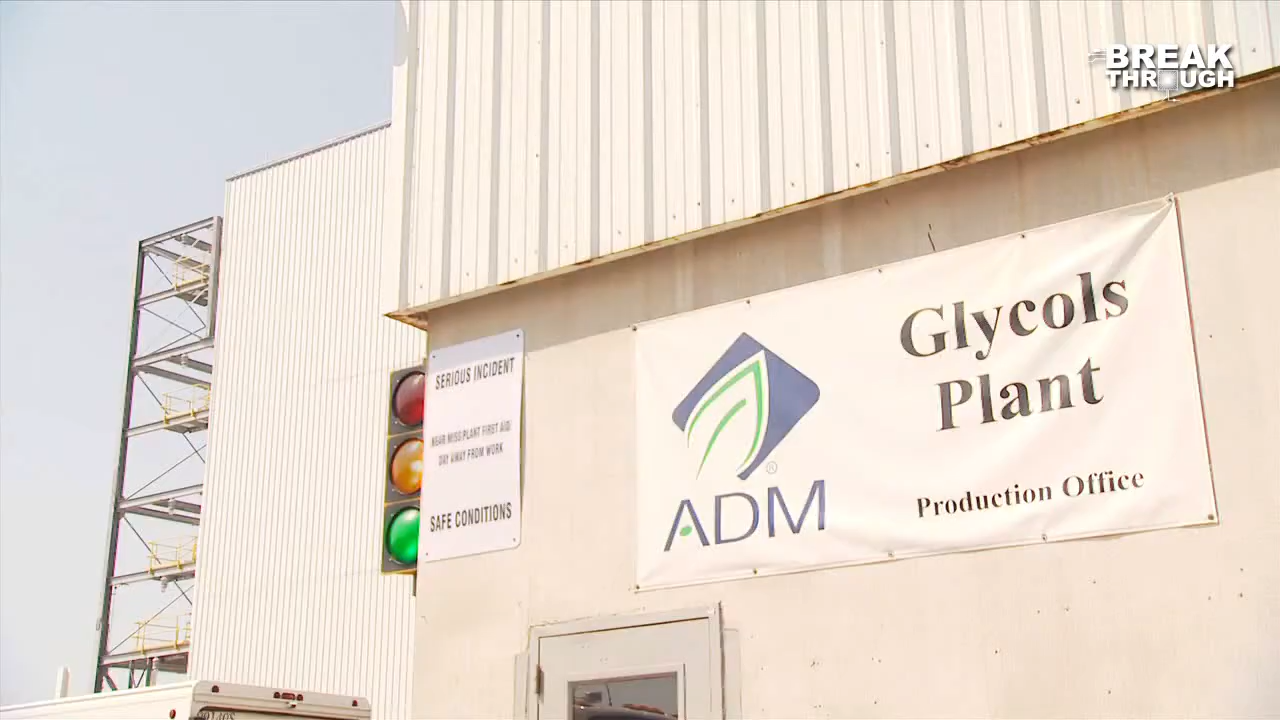 BREAK
THROUGH
SERIOUS INCIDENT
NEAR MISS/PLANT FIRST AID/
DAY AWAY FROM WORK
SAFE CONDITIONS
ADM
®
Glycols
Plant
Production Office